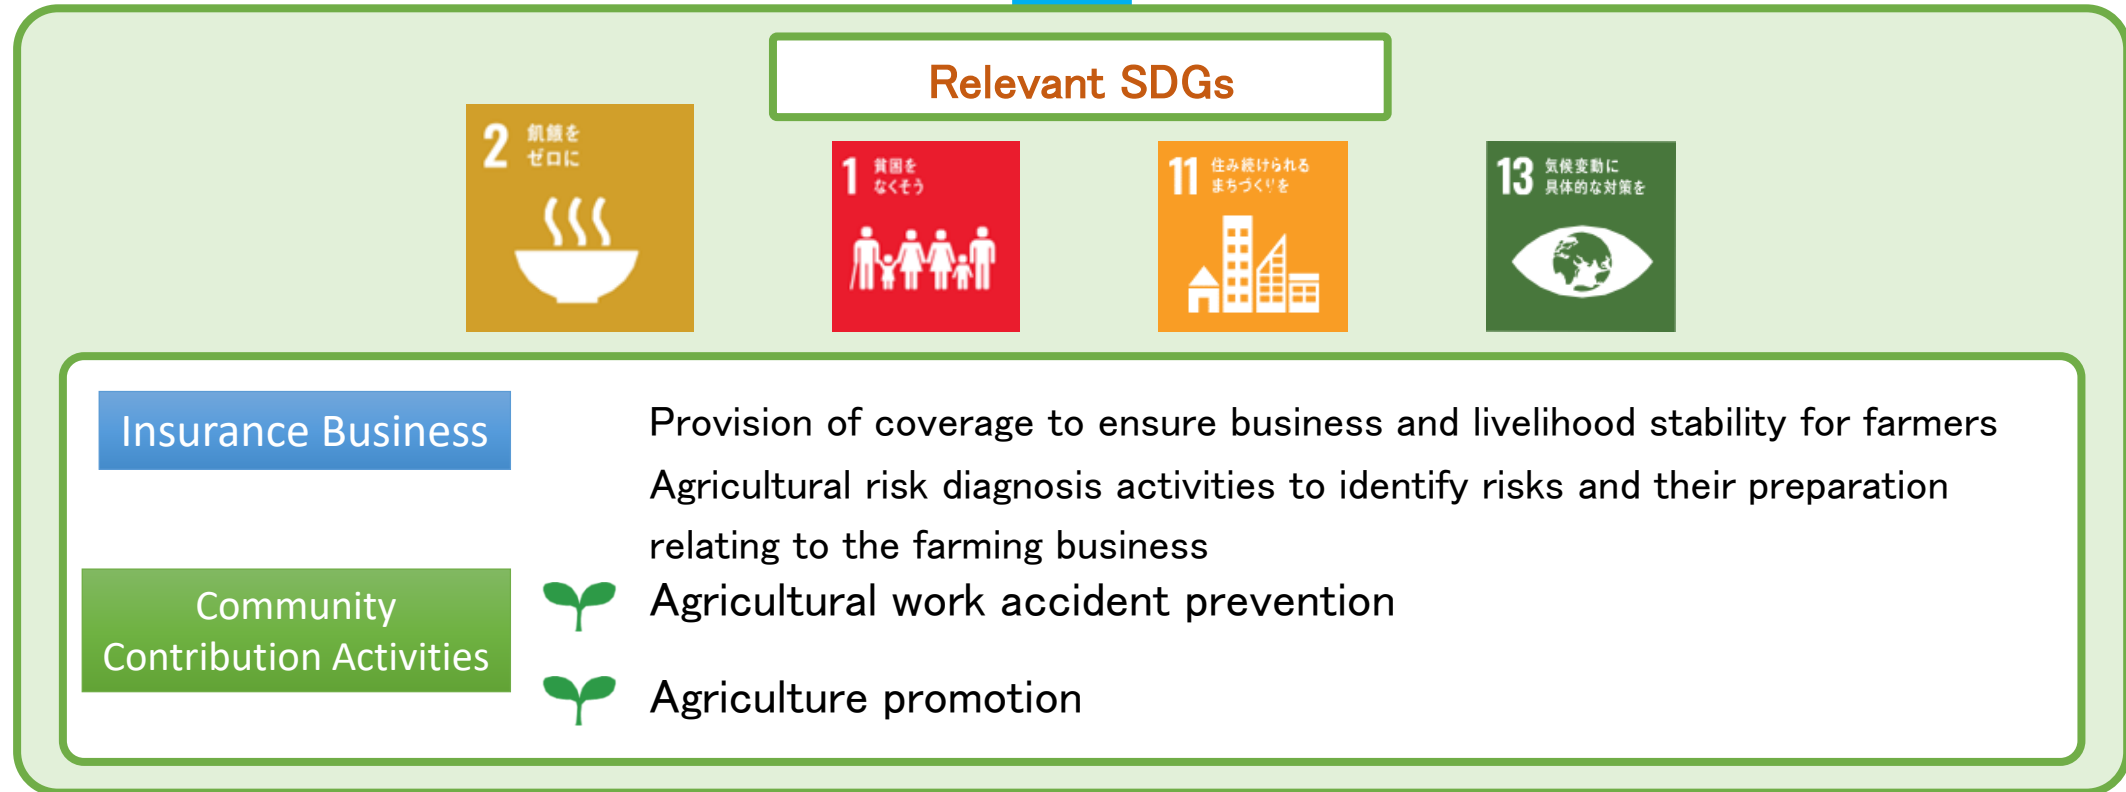 Relevant SDGs
2 飢餓を
ゼロに
1 貧困を
なくそう
11 住み続けられる
まちづくりを
13 気候変動に
具体的な対策を
Insurance Business
Provision of coverage to ensure business and livelihood stability for farmers
Agricultural risk diagnosis activities to identify risks and their preparation
relating to the farming business
Community
Contribution Activities
Agricultural work accident prevention
Agriculture promotion